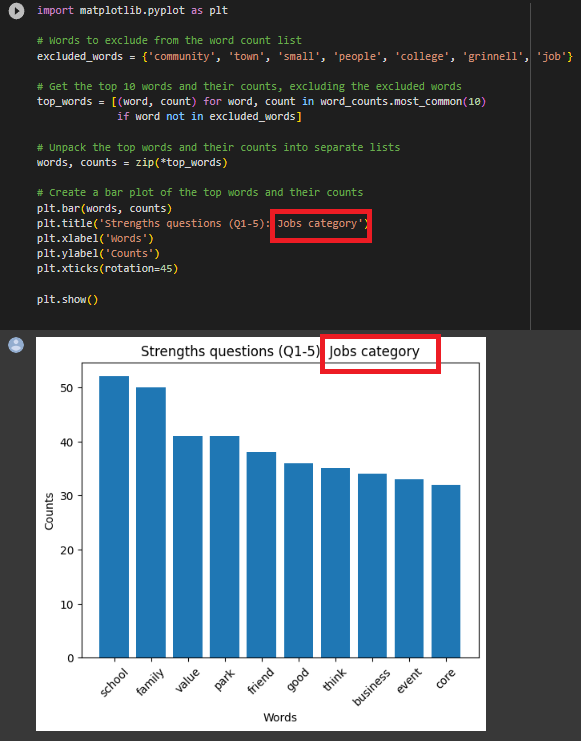 import matplotlib.pyplot as plt
# Words to exclude from the word count list
excluded_words = {'community', 'town', 'small', 'people', 'college', 'grinnell', 'job'}
# Get the top 10 words and their counts, excluding the excluded words
top_words = [(word, count) for word, count in word_counts.most_common(10)
if word not in excluded_words]
# Unpack the top words and their counts into separate lists
words, counts = zip(*top_words)
# Create a bar plot of the top words and their counts
plt.bar(words, counts)
plt.title('Strengths questions (Q1-5): Jobs category')
plt.xlabel('Words')
plt.ylabel('Counts')
plt.xticks(rotation=45)
plt.show()
Strengths questions (Q1-5) Jobs category
50
40
30
20
10
0
Counts
school
family
value
park
friend
good
think
business
event
core
Words